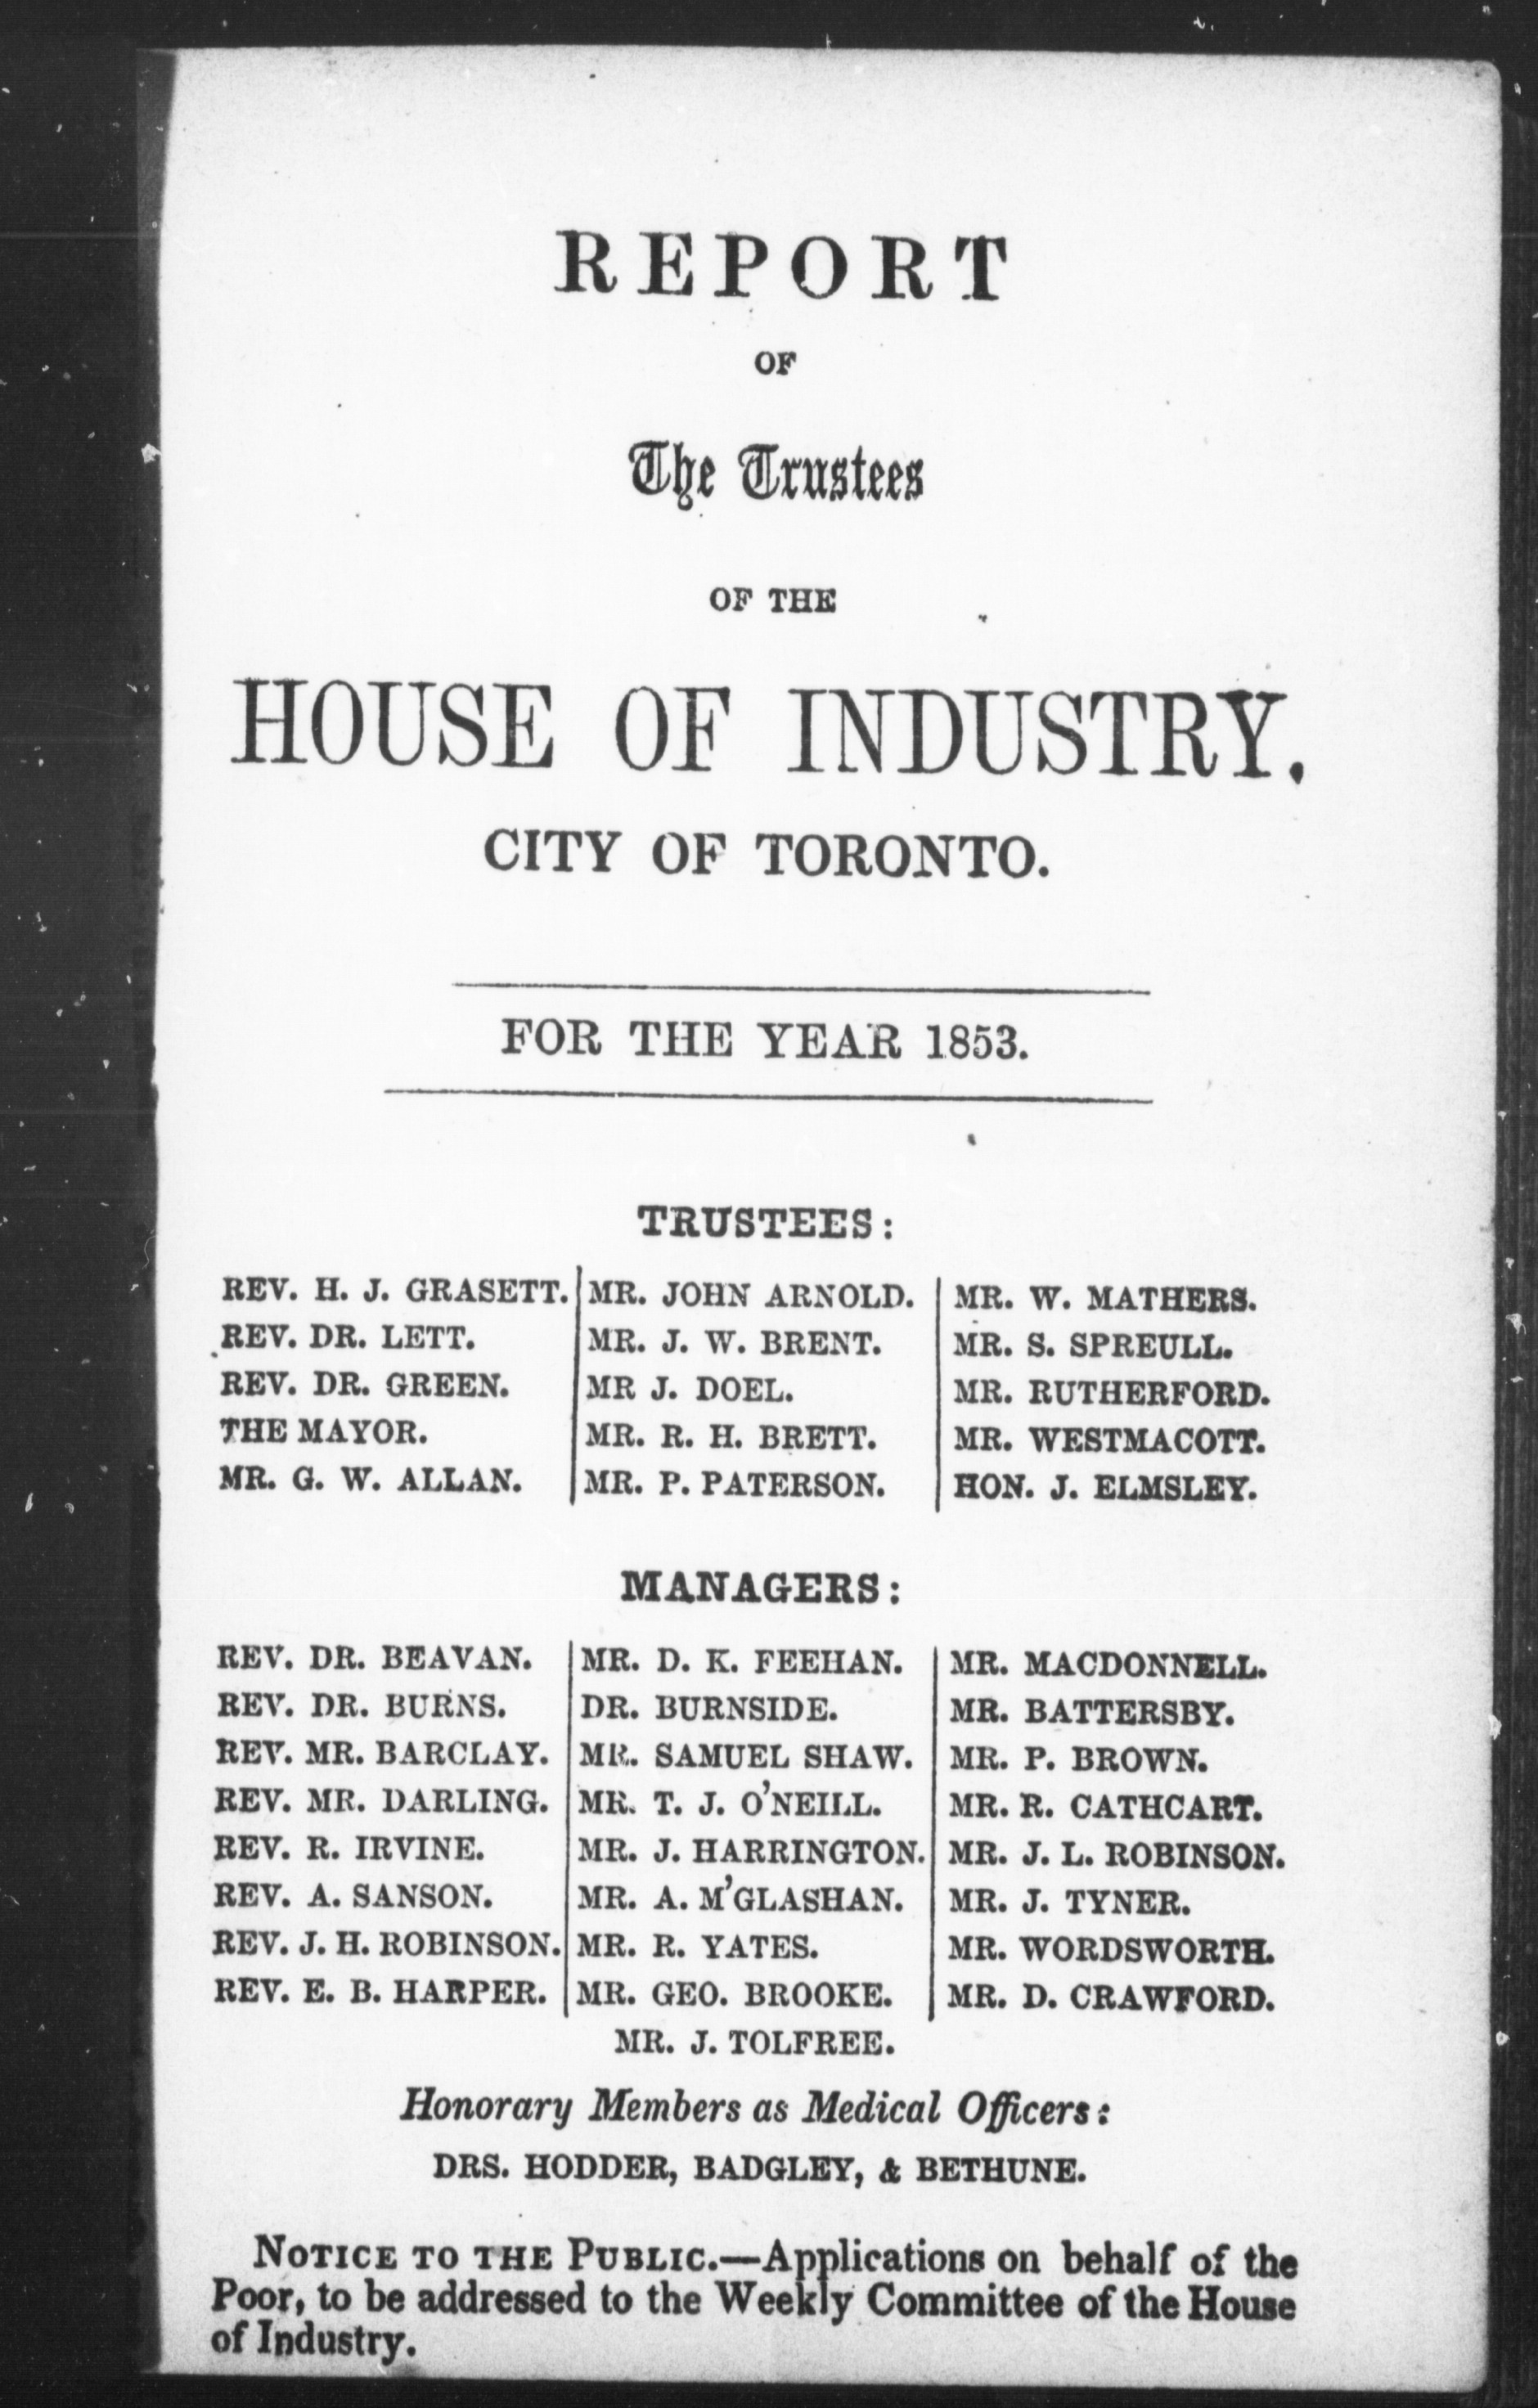 REPORT
OF
The Trustees
OF THE
HOUSE OF INDUSTRY.
CITY OF TORONTO.
FOR THE YEAR 1853.
TRUSTEES:
REV. H. J. GRASETT.
REV. DR. LETT.
REV. DR. GREEN.
THE MAYOR.
MR. G. W. ALLAN.
MR. JOHN ARNOLD.
MR. J. W. BRENT.
MR J. DOEL.
MR. R. H. BRETT.
MR. P. PATERSON.
MR. W. MATHERS.
MR. S. SPREULL.
MR. RUTHERFORD.
MR. WESTMACOTT.
HON. J. ELMSLEY.
MANAGERS:
REV. DR. BEAVAN.
REV. DR. BURNS.
REV. MR. BARCLAY.
REV. MR. DARLING.
REV. R. IRVINE.
REV. A. SANSON.
REV. J. H. ROBINSON.
REV. E. B. HARPER.
MR. D. K. FEEHAN.
DR. BURNSIDE.
MR. SAMUEL SHAW.
MR. T. J. O'NEILL.
MR. J. HARRINGTON.
MR. A. M'GLASHAN.
MR. R. YATES.
MR. GEO. BROOKE.
MR. MACDONNELL.
MR. BATTERSBY.
MR. P. BROWN.
MR. R. CATHCART.
MR. J. L. ROBINSON.
MR. J. TYNER.
MR. WORDSWORTH.
MR. D. CRAWFORD.
MR. J. TOLFREE.
Honorary Members as Medical Officers:
DRS. HODDER, BADGLEY, & BETHUNE.
NOTICE TO THE PUBLIC.—Applications on behalf of the
Poor, to be addressed to the Weekly Committee of the House
of Industry.